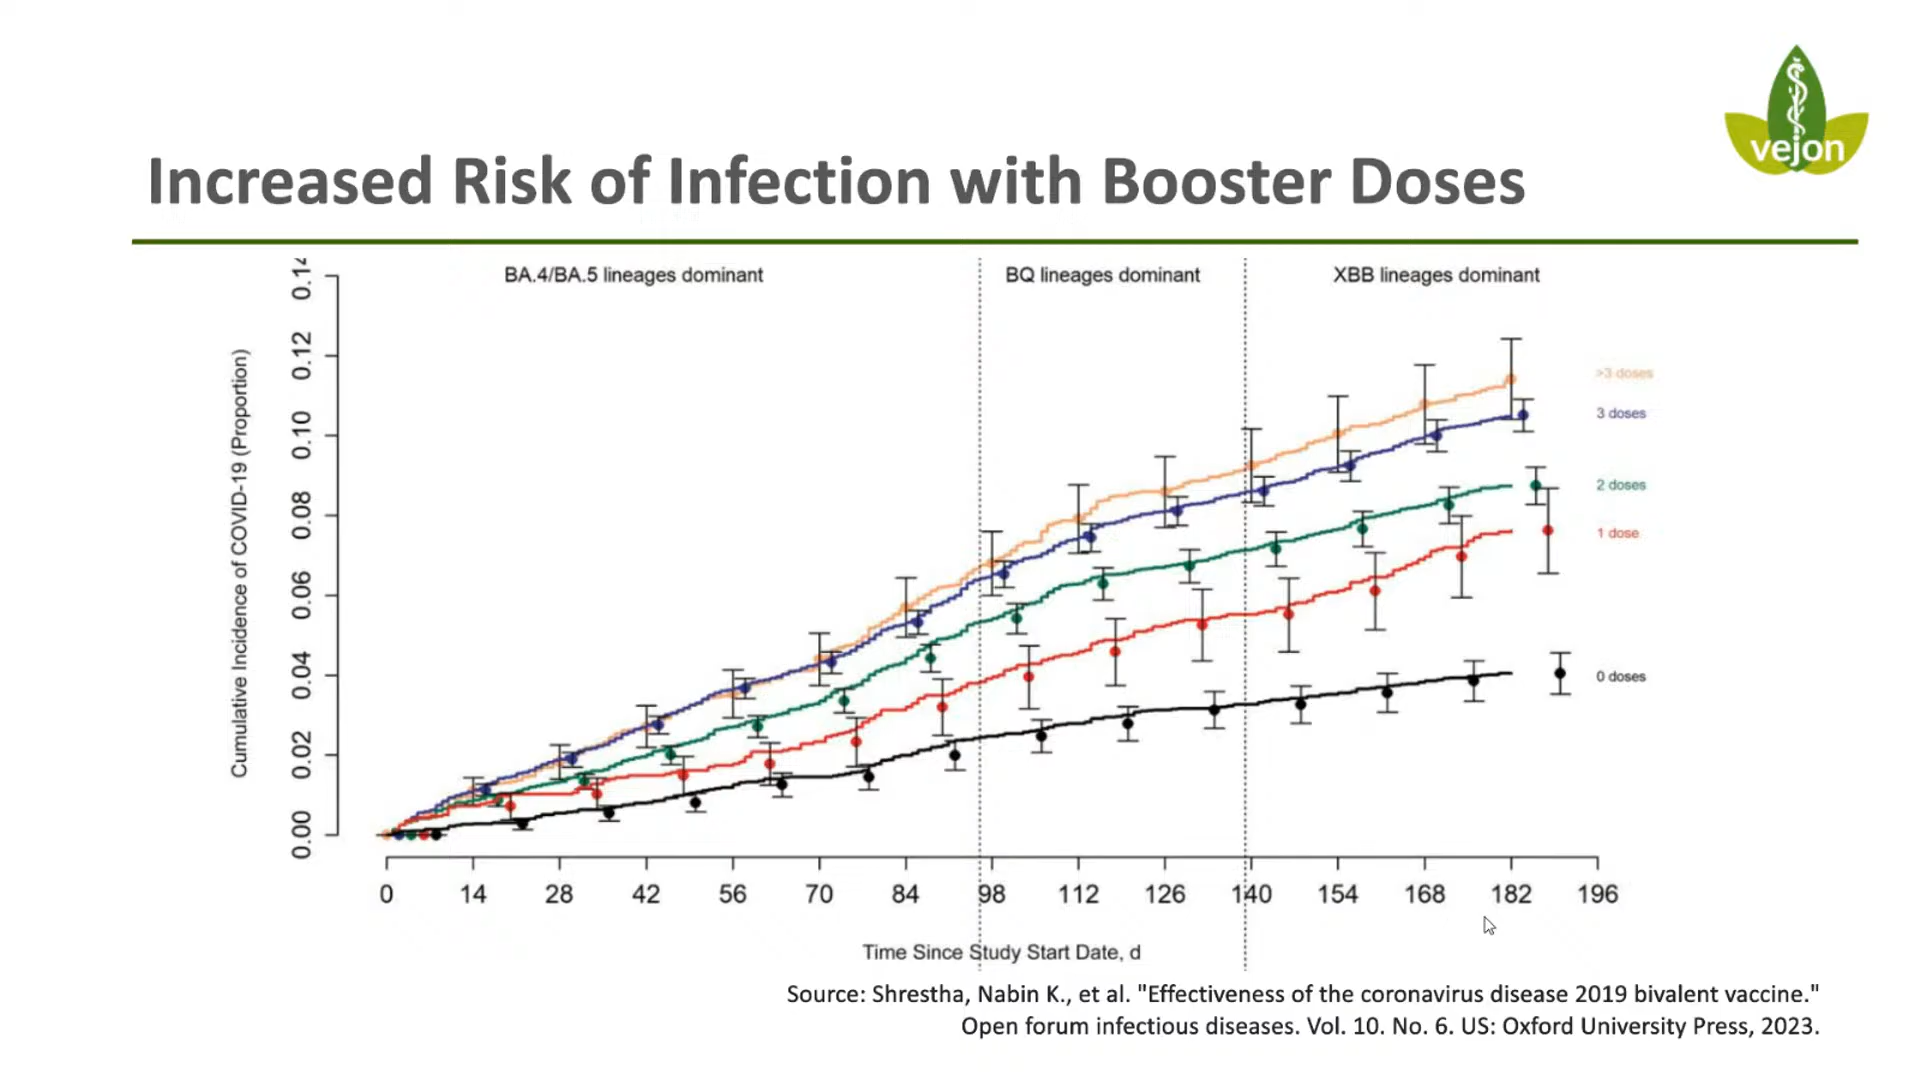 vejon
Increased Risk of Infection with Booster Doses
BA.4/BA.5 lineages dominant
BQ lineages dominant
XBB lineages dominant
Cumulative Incidence of COVID-19 (Proportion)
0.14
0.12
0.10
0.08
0.06
0.04
0.02
0.00
>3 doses
3 doses
2 doses
1 dose
0 doses
0 14 28 42 56 70 84 98 112 126 140 154 168 182 196
Time Since Study Start Date, d
Source: Shrestha, Nabin K., et al. "Effectiveness of the coronavirus disease 2019 bivalent vaccine."
Open forum infectious diseases. Vol. 10. No. 6. US: Oxford University Press, 2023.